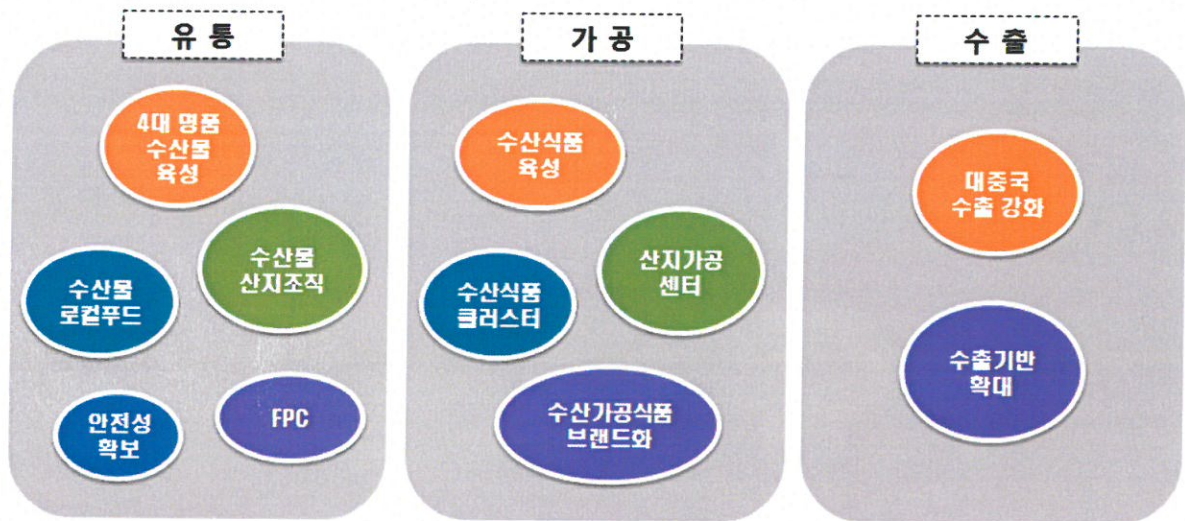 유 통
4대 명품
수산물
육성
수산물
산지조직
수산물
로컬푸드
안전성
확보
FPC
가 공
수산식품
육성
산지가공
센터
수산식품
클러스터
수산가공식품
브랜드화
수 출
대중국
수출 강화
수출기반
확대